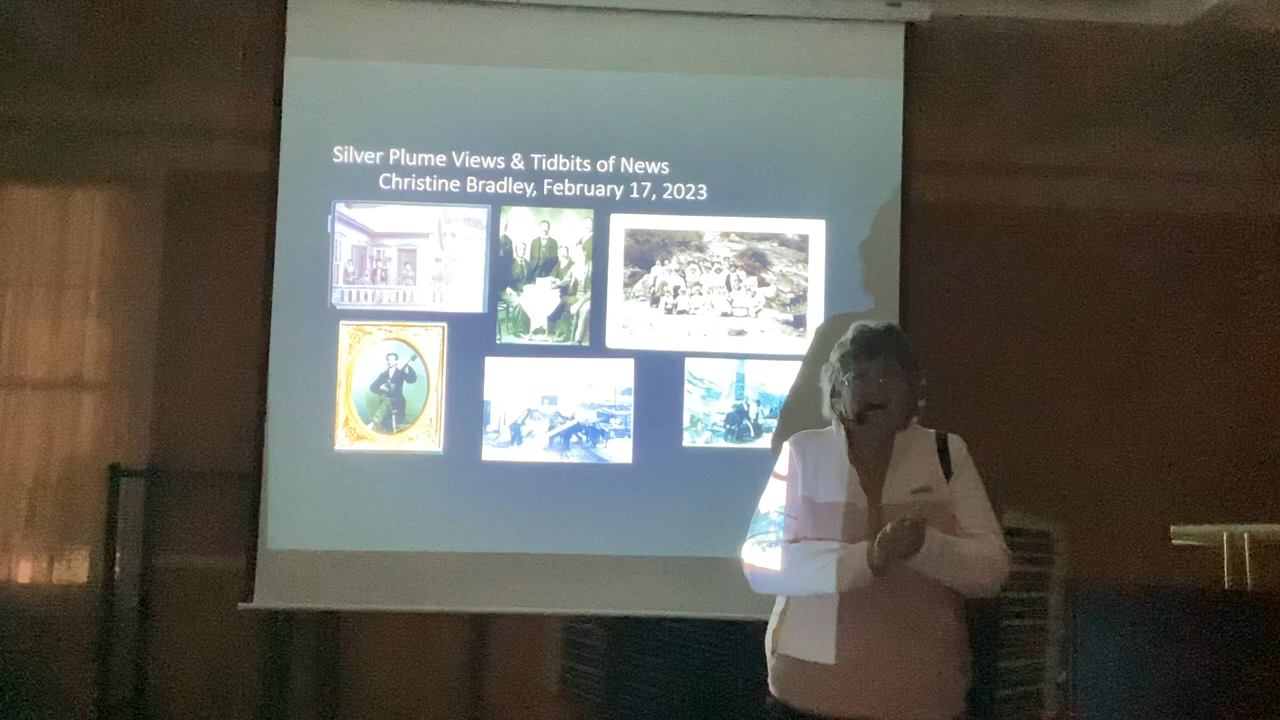 Silver Plume Views & Tidbits of News
Christine Bradley, February 17, 2023